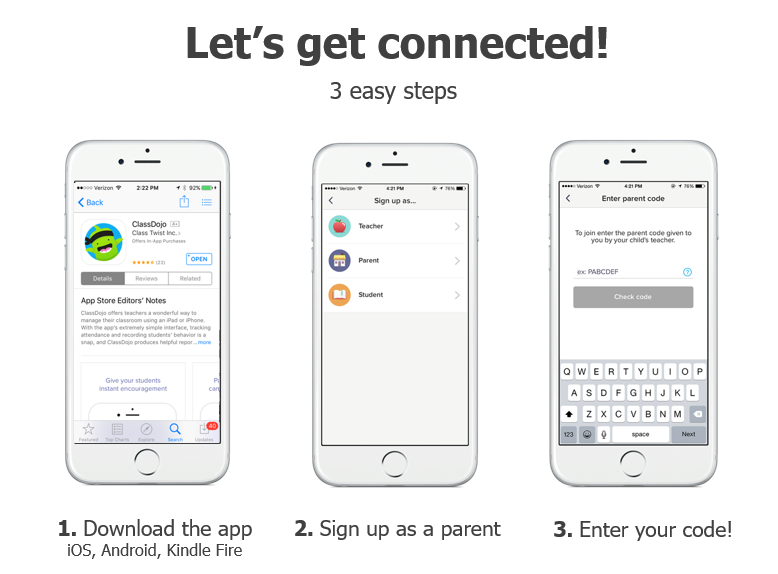 Let's get connected!
3 easy steps
Verizon 2:22 PM 92%
Back
ClassDojo 4+
Class Twist Inc.
Offers In-App Purchases
(22)
OPEN
Details Reviews Related
App Store Editors' Notes
ClassDojo offers teachers a wonderful way to
manage their classroom using an iPad or iPhone.
With the app's extremely simple interface, tracking
attendance and recording students' behavior is a
snap, and ClassDojo produces helpful repor... more
Give your students
instant encouragement
Featured Top Charts Explore Search Updates
40
1. Download the app
iOS, Android, Kindle Fire
Verizon 4:21 PM 76%
Sign up as...
Teacher
Parent
Student
2. Sign up as a parent
Verizon 4:21 PM 76%
Enter parent code
To join enter the parent code given to
you by your child's teacher.
ex: PABCDEF ?
Check code
Q W E R T Y U I O P
A S D F G H J K L
Z X C V B N M
123 space Next
3. Enter your code!